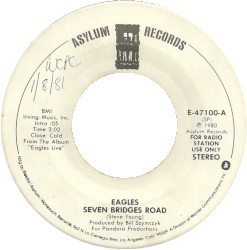 ASYLUM RECORDS
WCAC
1/8/81
BMI
Irving Music, Inc.
Intro :03
Time 3:02
Close: Cold
From The Album
"Eagles Live"
E-47100-A
(SP)
℗ 1980
Asylum Records
FOR RADIO
STATION
USE ONLY
STEREO
EAGLES
SEVEN BRIDGES ROAD
(Steve Young)
Produced by Bill Szymczyk
For Pandora Productions